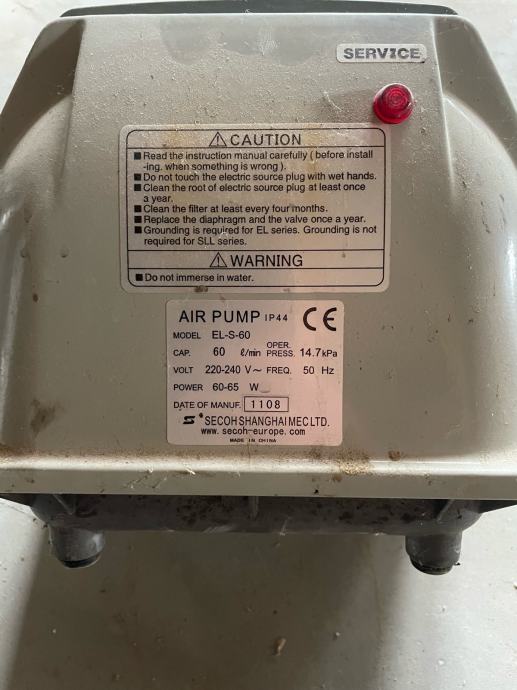 SERVICE
⚠ CAUTION
■ Read the instruction manual carefully ( before install
-ing. when something is wrong ).
■ Do not touch the electric source plug with wet hands.
■ Clean the root of electric source plug at least once
a year.
■ Clean the filter at least every four months.
■ Replace the diaphragm and the valve once a year.
■ Grounding is required for EL series. Grounding is not
required for SLL series.
⚠ WARNING
■ Do not immerse in water.
AIR PUMP IP44 CE
MODEL EL-S-60
CAP. 60 ℓ/min OPER. PRESS. 14.7kPa
VOLT 220-240 V~ FREQ. 50 Hz
POWER 60-65 W
DATE OF MANUF. 1108
SECOH SHANGHAI MEC LTD.
www. secoh-europe. com
MADE IN CHINA